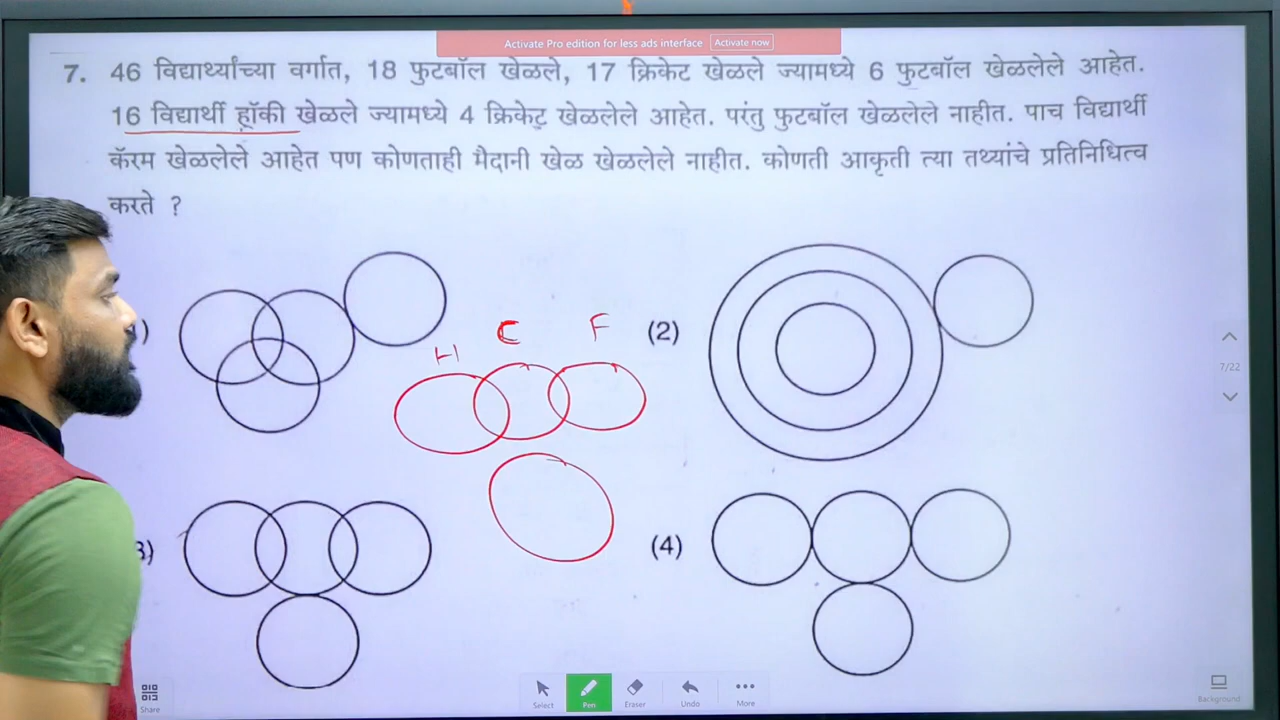 Activate Pro edition for less ads interface Activate now
7. 46 विद्यार्थ्यांच्या वर्गात, 18 फुटबॉल खेळले, 17 क्रिकेट खेळले ज्यामध्ये 6 फुटबॉल खेळलेले आहेत.
16 विद्यार्थी हॉकी खेळले ज्यामध्ये 4 क्रिकेट खेळलेले आहेत. परंतु फुटबॉल खेळलेले नाहीत. पाच विद्यार्थी
कॅरम खेळलेले आहेत पण कोणताही मैदानी खेळ खेळलेले नाहीत. कोणती आकृती त्या तथ्यांचे प्रतिनिधित्व
करते ?
)
H C F
(2)
7/22
3)
(4)
Share
Select Pen Eraser Undo More
Background